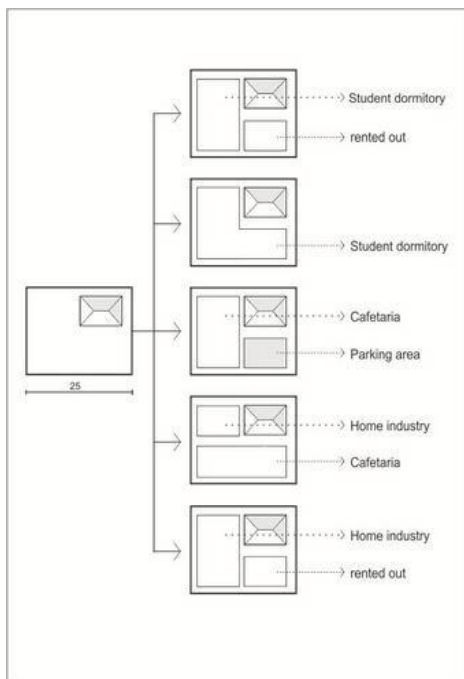 Student dormitory
rented out
Student dormitory
Cafetaria
Parking area
25
Home industry
Cafetaria
Home industry
rented out